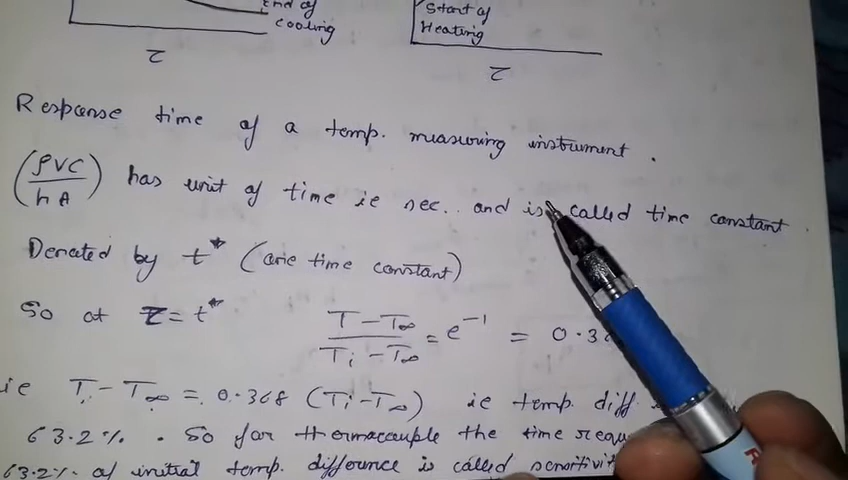 End of
cooling
τ
Start of
Heating
τ
Response time of a temp. measuring instrument.
(ρVC/hA) has unit of time ie sec.. and is called time constant.
Denoted by t* (one time constant)
So at τ = t* (T - T∞)/(Ti - T∞) = e^-1 = 0.3
ie T - T∞ = 0.368 (Ti - T∞) ie temp. diff.
63.2%. So for thermocouple the time
63.2% of initial temp. difference is called